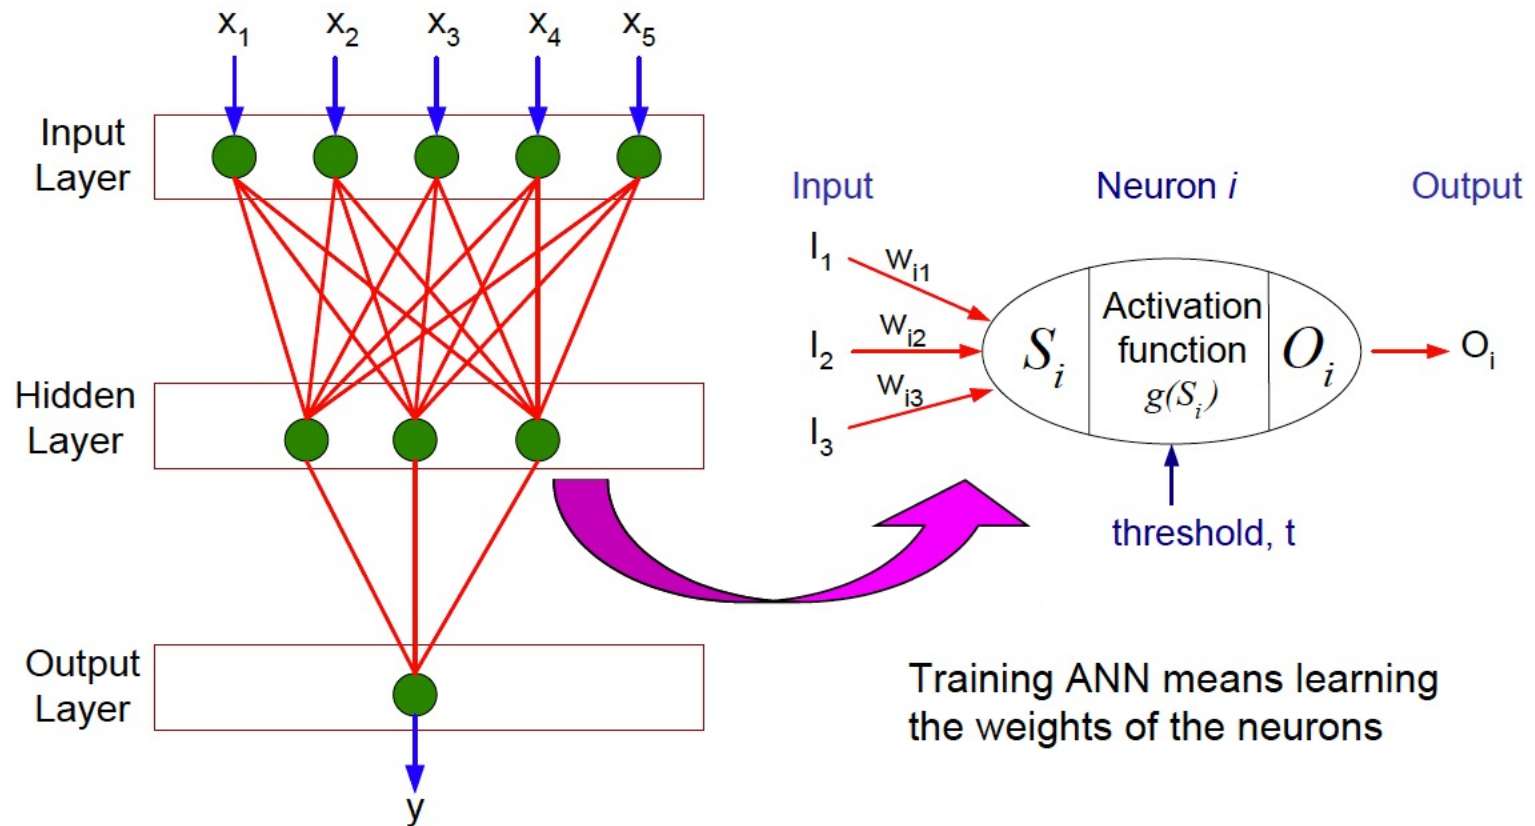 x₁ x₂ x₃ x₄ x₅
Input
Layer
Hidden
Layer
Output
Layer
y
Input Neuron i Output
I₁ wᵢ₁
I₂ wᵢ₂
I₃ wᵢ₃
Sᵢ
Activation
function
g(Sᵢ)
Oᵢ
Oᵢ
threshold, t
Training ANN means learning
the weights of the neurons